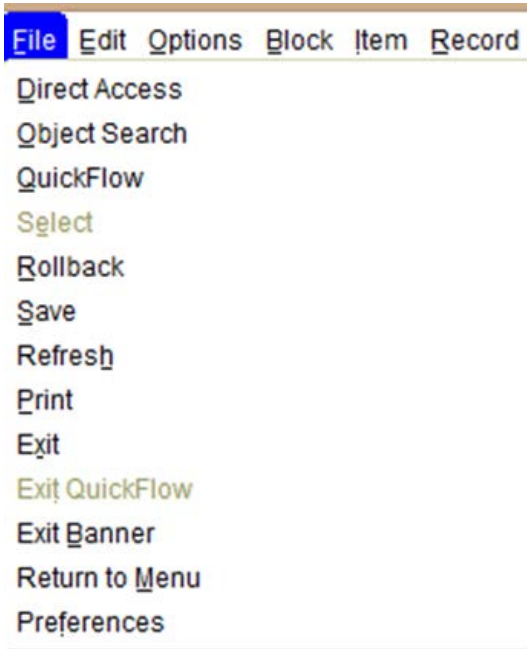 File Edit Options Block Item Record
Direct Access
Object Search
QuickFlow
Select
Rollback
Save
Refresh
Print
Exit
Exit QuickFlow
Exit Banner
Return to Menu
Preferences